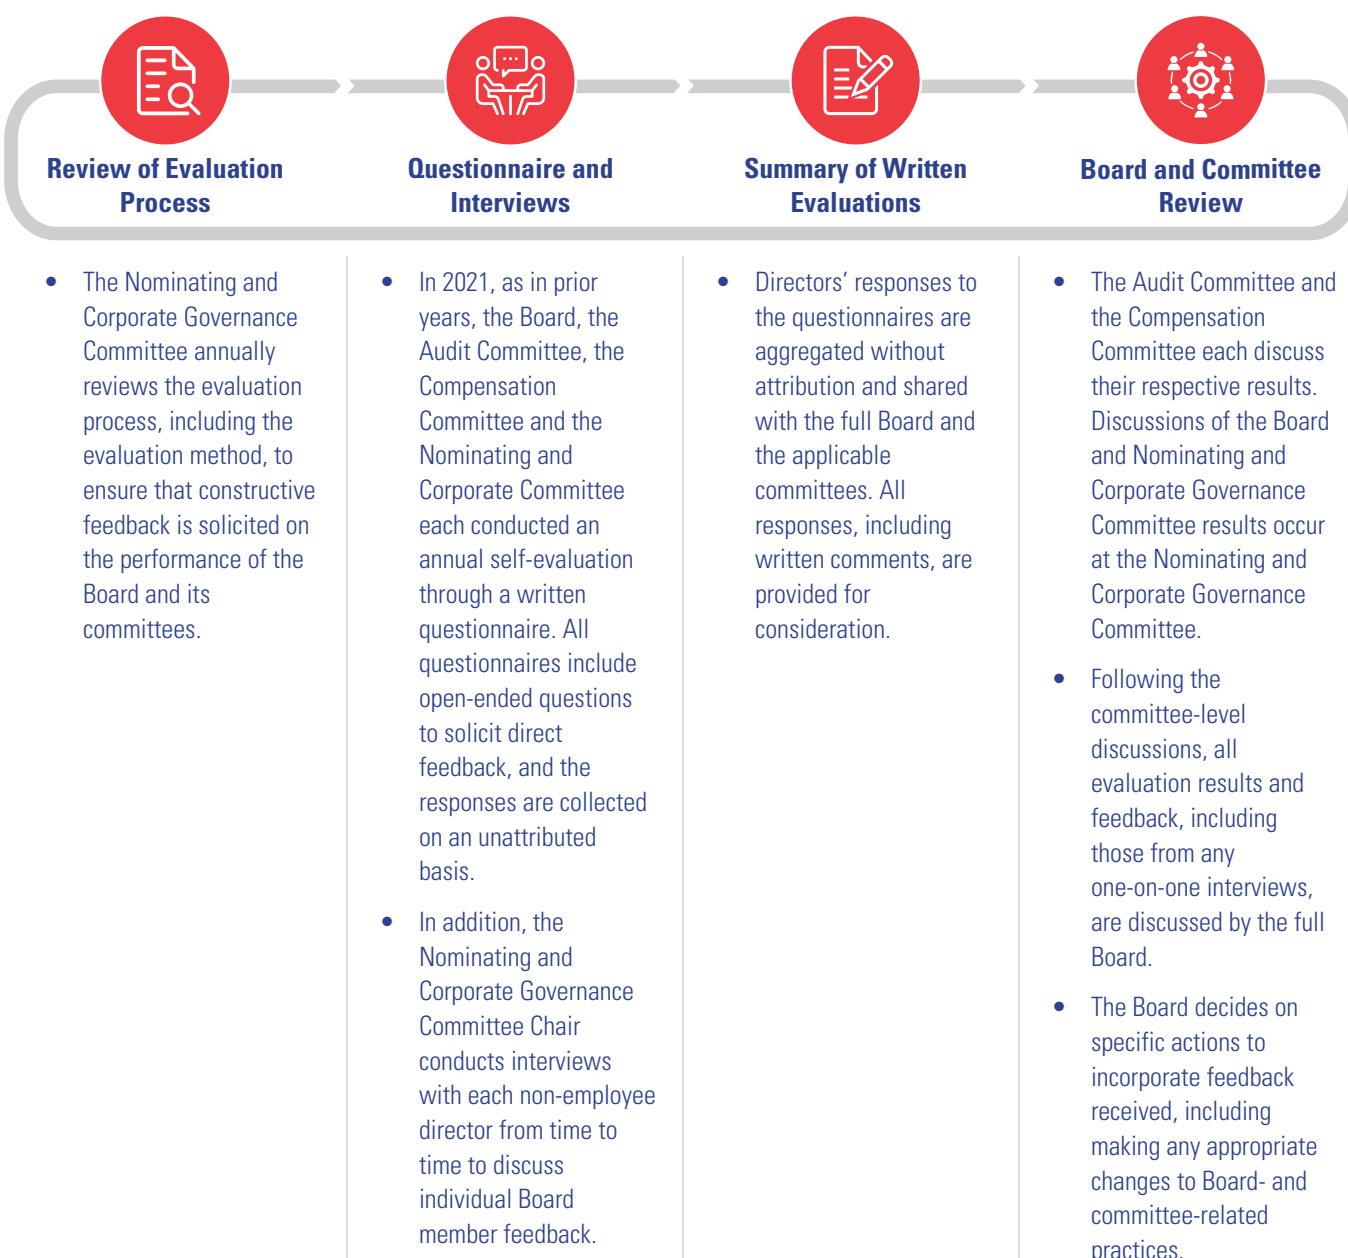 Review of Evaluation
Process
Questionnaire and
Interviews
Summary of Written
Evaluations
Board and Committee
Review
• The Nominating and
Corporate Governance
Committee annually
reviews the evaluation
process, including the
evaluation method, to
ensure that constructive
feedback is solicited on
the performance of the
Board and its
committees.
• In 2021, as in prior
years, the Board, the
Audit Committee, the
Compensation
Committee and the
Nominating and
Corporate Committee
each conducted an
annual self-evaluation
through a written
questionnaire. All
questionnaires include
open-ended questions
to solicit direct
feedback, and the
responses are collected
on an unattributed
basis.
• In addition, the
Nominating and
Corporate Governance
Committee Chair
conducts interviews
with each non-employee
director from time to
time to discuss
individual Board
member feedback.
• Directors’ responses to
the questionnaires are
aggregated without
attribution and shared
with the full Board and
the applicable
committees. All
responses, including
written comments, are
provided for
consideration.
• The Audit Committee and
the Compensation
Committee each discuss
their respective results.
Discussions of the Board
and Nominating and
Corporate Governance
Committee results occur
at the Nominating and
Corporate Governance
Committee.
• Following the
committee-level
discussions, all
evaluation results and
feedback, including
those from any
one-on-one interviews,
are discussed by the full
Board.
• The Board decides on
specific actions to
incorporate feedback
received, including
making any appropriate
changes to Board- and
committee-related
practices.